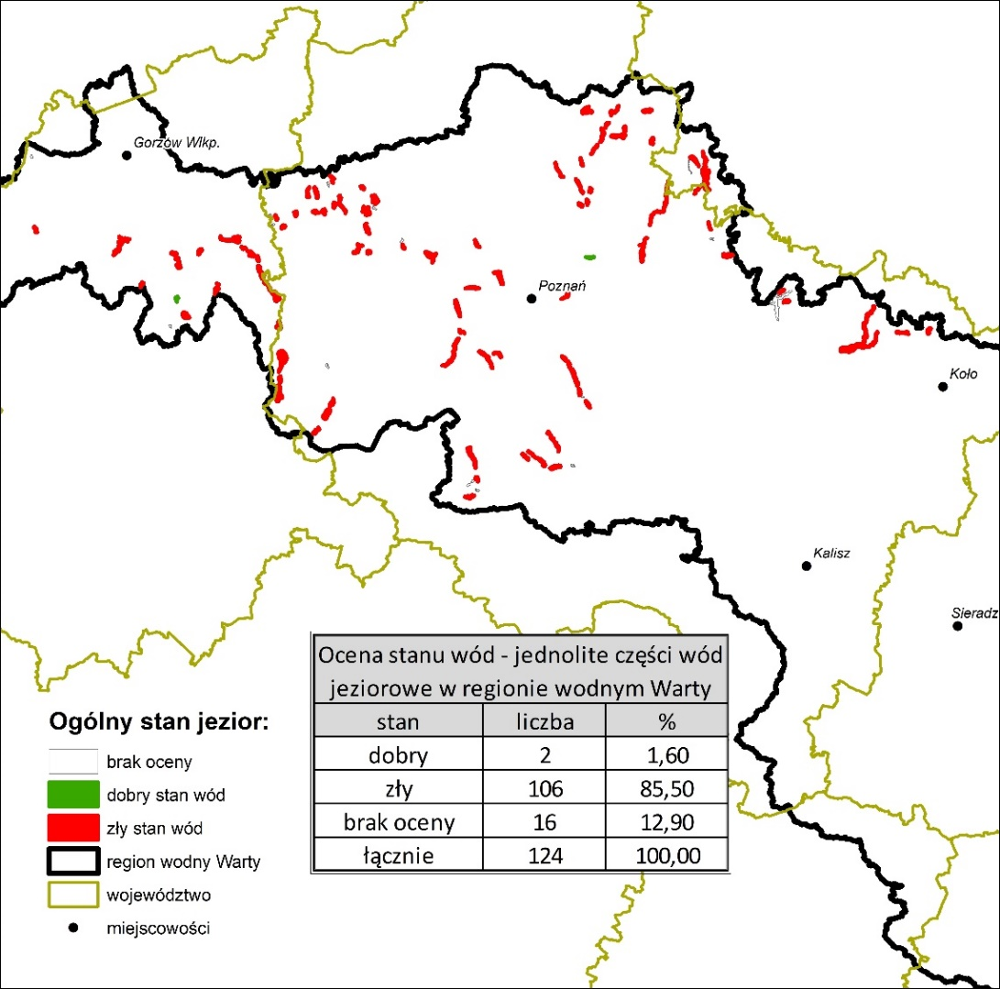 Gorzów Wlkp.
Poznań
Koło
Kalisz
Sieradz
Ocena stanu wód - jednolite części wód
jeziorowe w regionie wodnym Warty
stan liczba %
dobry 2 1,60
zły 106 85,50
brak oceny 16 12,90
łącznie 124 100,00
Ogólny stan jezior:
brak oceny
dobry stan wód
zły stan wód
region wodny Warty
województwo
miejscowości